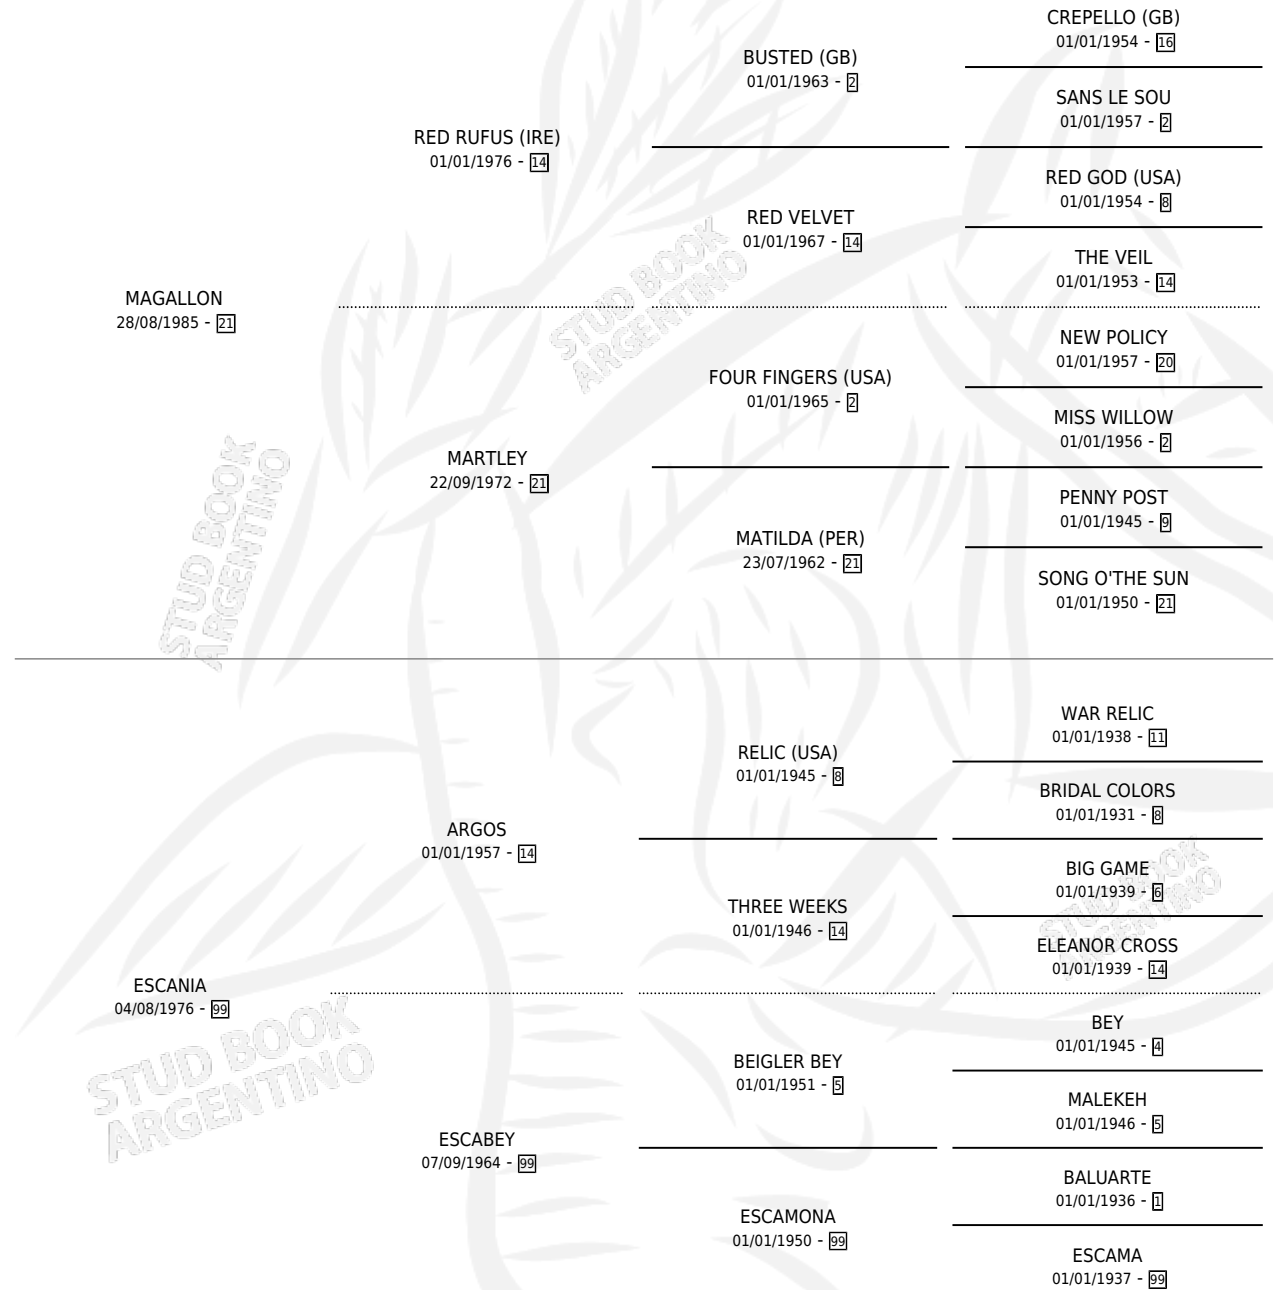 MAGALLON
28/08/1985 - 21
RED RUFUS (IRE)
01/01/1976 - 14
BUSTED (GB)
01/01/1963 - 2
CREPELLO (GB)
01/01/1954 - 16
SANS LE SOU
01/01/1957 - 2
RED VELVET
01/01/1967 - 14
RED GOD (USA)
01/01/1954 - 8
THE VEIL
01/01/1953 - 14
MARTLEY
22/09/1972 - 21
FOUR FINGERS (USA)
01/01/1965 - 2
NEW POLICY
01/01/1957 - 20
MISS WILLOW
01/01/1956 - 2
MATILDA (PER)
23/07/1962 - 21
PENNY POST
01/01/1945 - 9
SONG O'THE SUN
01/01/1950 - 21
ESCANIA
04/08/1976 - 99
ARGOS
01/01/1957 - 14
RELIC (USA)
01/01/1945 - 8
WAR RELIC
01/01/1938 - 11
BRIDAL COLORS
01/01/1931 - 8
THREE WEEKS
01/01/1946 - 14
BIG GAME
01/01/1939 - 6
ELEANOR CROSS
01/01/1939 - 14
ESCABEY
07/09/1964 - 99
BEIGLER BEY
01/01/1951 - 5
BEY
01/01/1945 - 4
MALEKEH
01/01/1946 - 5
ESCAMONA
01/01/1950 - 99
BALUARTE
01/01/1936 - 1
ESCAMA
01/01/1937 - 99
STUD BOOK
ARGENTINO
STUD BOOK
ARGENTINO
STUD BOOK
ARGENTINO
STUD BOOK
ARGENTINO